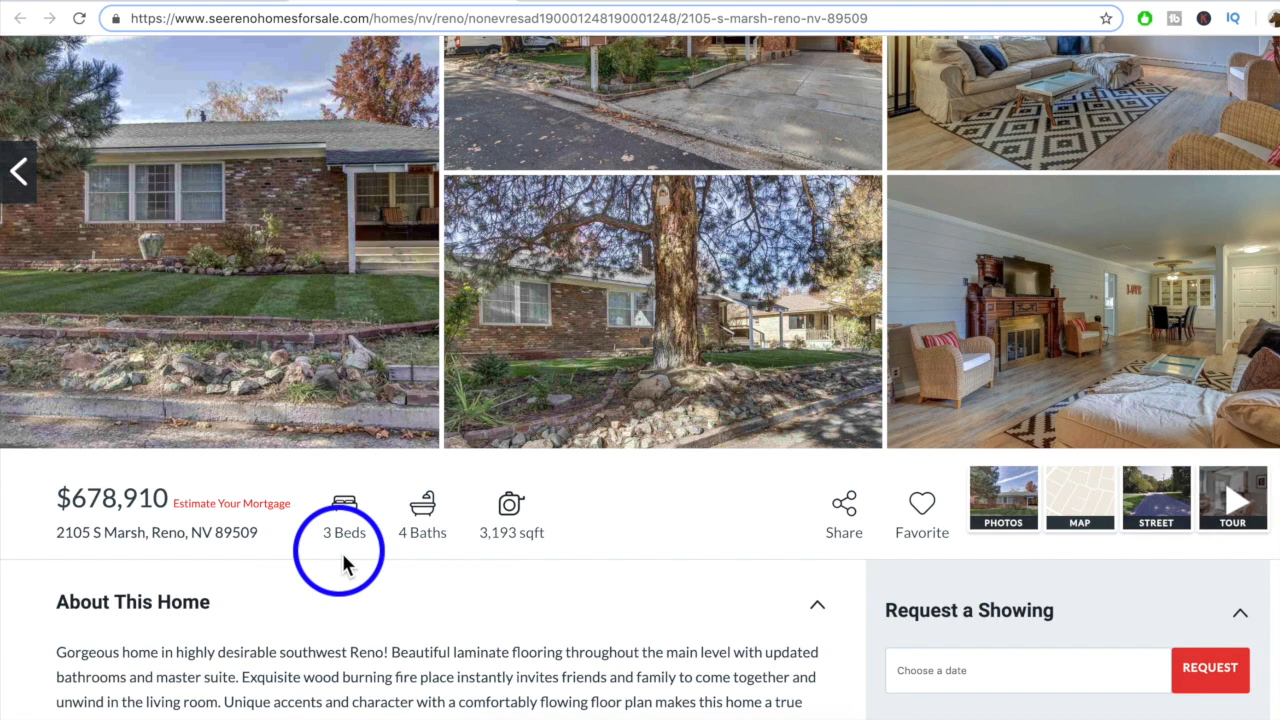 https://www.seerenohomesforsale.com/homes/nv/reno/nonevresad190001248190001248/2105-s-marsh-reno-nv-89509
IQ
PHOTOS
MAP
STREET
TOUR
$678,910 Estimate Your Mortgage
2105 S Marsh, Reno, NV 89509
3 Beds
4 Baths
3,193 sqft
Share
Favorite
About This Home
Gorgeous home in highly desirable southwest Reno! Beautiful laminate flooring throughout the main level with updated
bathrooms and master suite. Exquisite wood burning fire place instantly invites friends and family to come together and
unwind in the living room. Unique accents and character with a comfortably flowing floor plan makes this home a true
Request a Showing
Choose a date
REQUEST